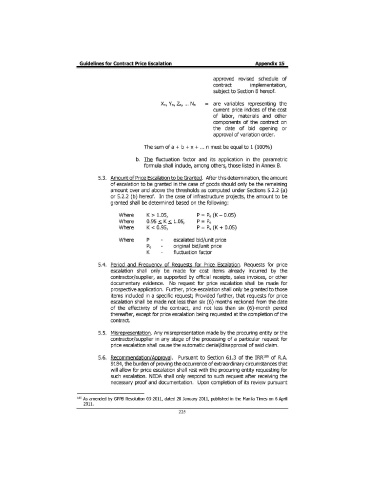 Guidelines for Contract Price Escalation Appendix 15
approved revised schedule of
contract implementation,
subject to Section 8 hereof.
Xₒ, Yₒ, Zₒ, .. Nₒ = are variables representing the
current price indices of the cost
of labor, materials and other
components of the contract on
the date of bid opening or
approval of variation order.
The sum of a + b + x + ... n must be equal to 1 (100%)
b. The fluctuation factor and its application in the parametric
formula shall include, among others, those listed in Annex B.
5.3. Amount of Price Escalation to be Granted. After this determination, the amount
of escalation to be granted in the case of goods should only be the remaining
amount over and above the thresholds as computed under Sections 5.2.2 (a)
or 5.2.2 (b) hereof. In the case of infrastructure projects, the amount to be
granted shall be determined based on the following:
Where K > 1.05, P = Pₒ (K – 0.05)
Where 0.95 ≤ K ≤ 1.05, P = Pₒ
Where K < 0.95, P = Pₒ (K + 0.05)
Where P - escalated bid/unit price
Pₒ - original bid/unit price
K - fluctuation factor
5.4. Period and Frequency of Requests for Price Escalation. Requests for price
escalation shall only be made for cost items already incurred by the
contractor/supplier, as supported by official receipts, sales invoices, or other
documentary evidence. No request for price escalation shall be made for
prospective application. Further, price escalation shall only be granted to those
items included in a specific request; Provided further, that requests for price
escalation shall be made not less than six (6) months reckoned from the date
of the effectivity of the contract, and not less than six (6)-month period
thereafter, except for price escalation being requested at the completion of the
contract.
5.5. Misrepresentation. Any misrepresentation made by the procuring entity or the
contractor/supplier in any stage of the processing of a particular request for
price escalation shall cause the automatic denial/disapproval of said claim.
5.6. Recommendation/Approval. Pursuant to Section 61.3 of the IRR of R.A.
9184, the burden of proving the occurrence of extraordinary circumstances that
will allow for price escalation shall rest with the procuring entity requesting for
such escalation. NEDA shall only respond to such request after receiving the
necessary proof and documentation. Upon completion of its review pursuant
As amended by GPPB Resolution 03-2011, dated 28 January 2011, published in the Manila Times on 8 April
2011.